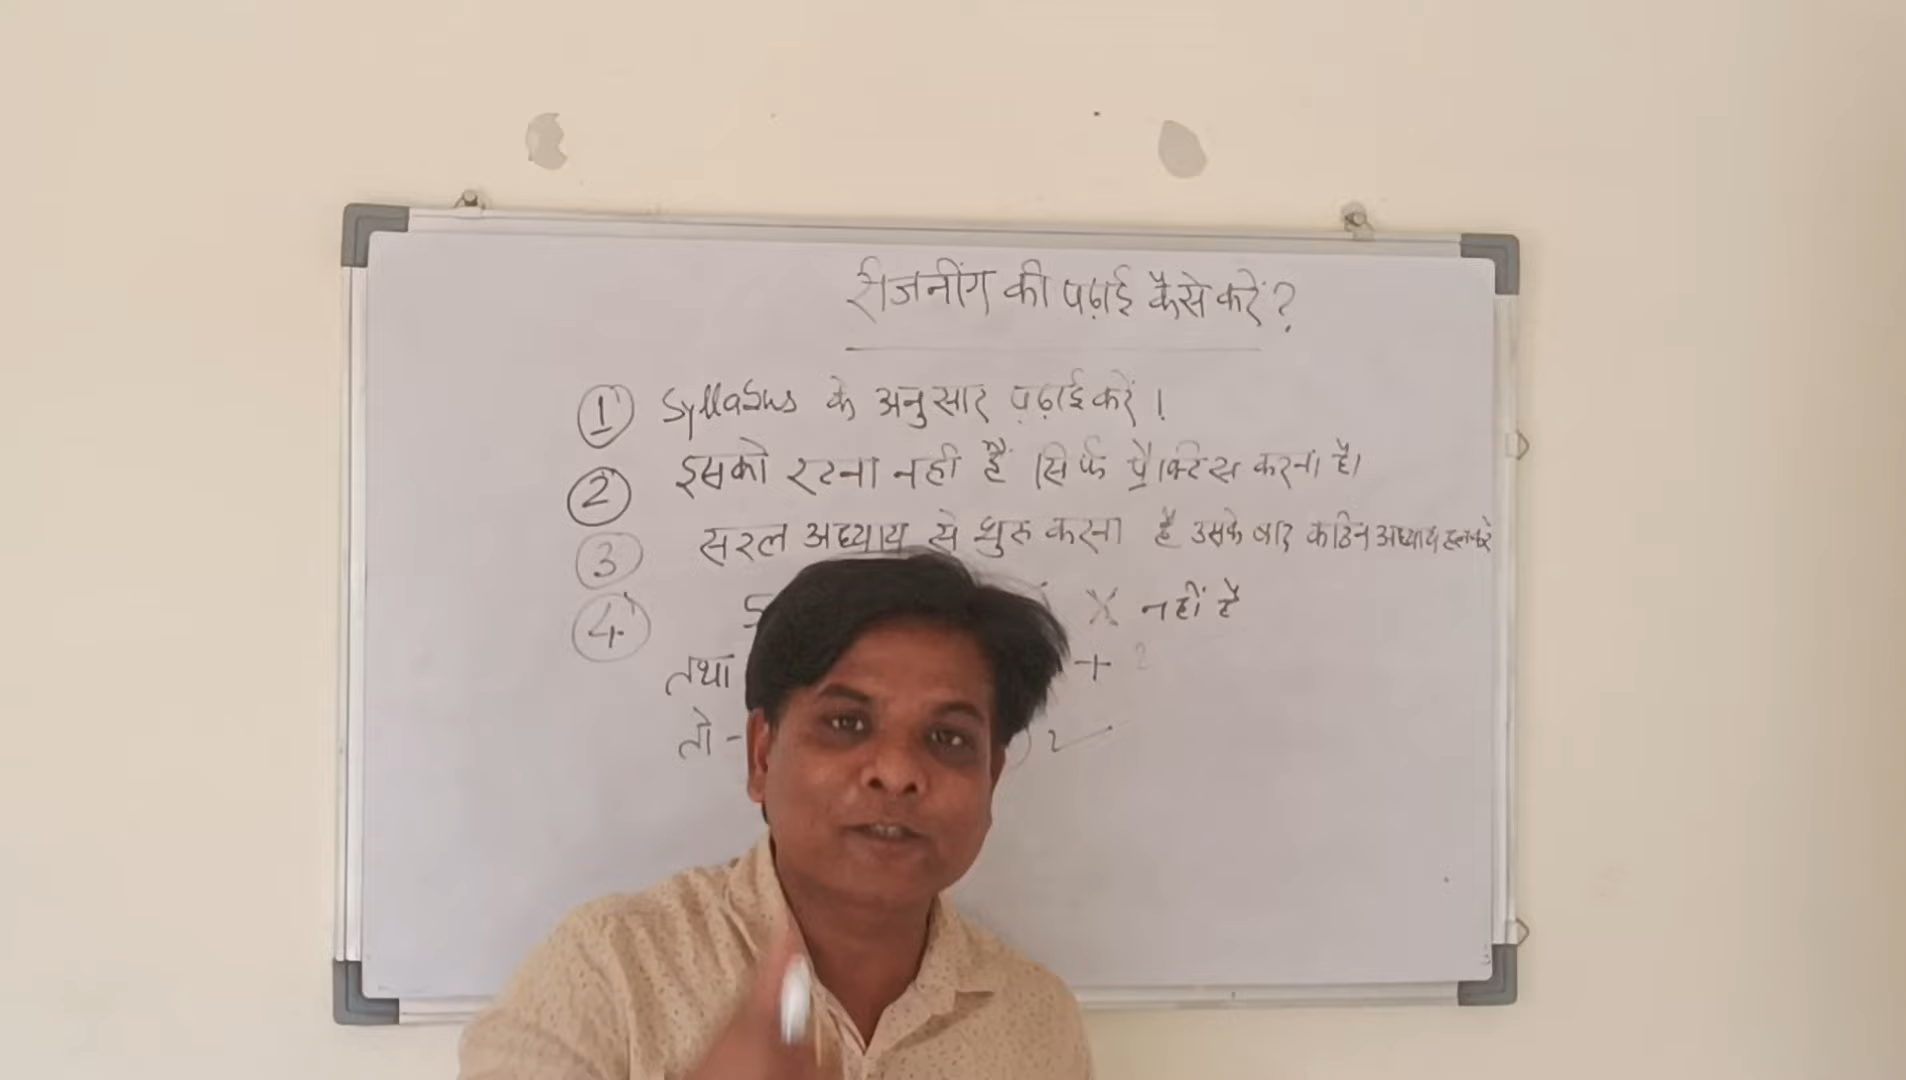 रीजनींग की पढ़ाई कैसे करें?
① Syllabus के अनुसार पढ़ाई करें।
② इसको रटना नहीं हैं सिर्फ प्रैक्टिस करना है।
③ सरल अध्याय से शुरु करना है उसके बाद कठिन अध्याय हल करे
④ X नहीं है
तथा + 2
तो -